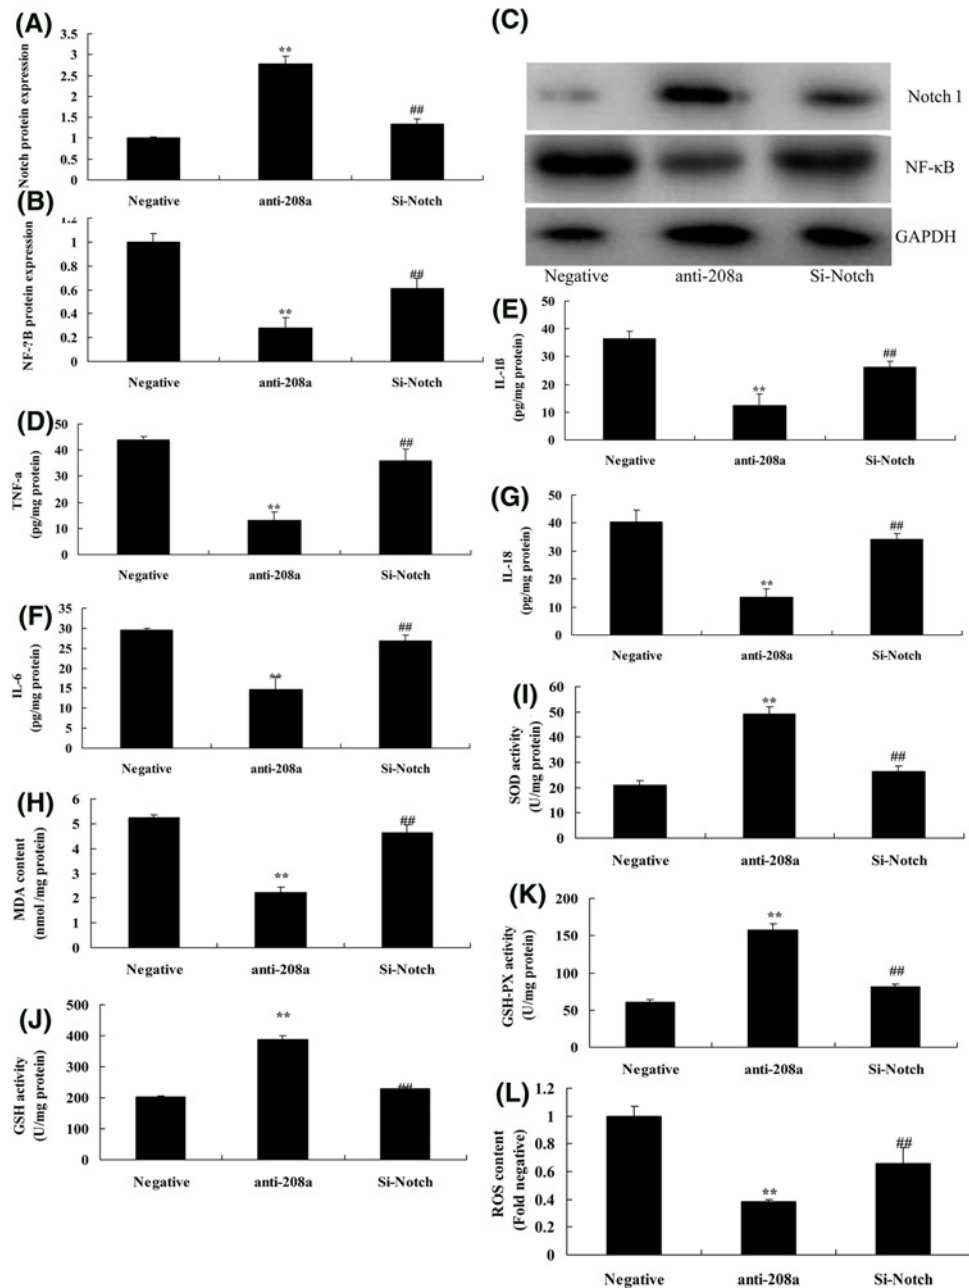 (A)
Notch protein expression
3.5
3
2.5
2
1.5
1
0.5
0
**
##
Negative anti-208a Si-Notch
(B)
NF-?B protein expression
1.2
1
0.8
0.6
0.4
0.2
0
**
##
Negative anti-208a Si-Notch
(C)
Notch 1
NF-κB
GAPDH
Negative anti-208a Si-Notch
(D)
TNF-a
(pg/mg protein)
50
40
30
20
10
0
**
##
Negative anti-208a Si-Notch
(E)
IL-1ß
(pg/mg protein)
50
40
30
20
10
0
**
##
Negative anti-208a Si-Notch
(F)
IL-6
(pg/mg protein)
35
30
25
20
15
10
5
0
**
##
Negative anti-208a Si-Notch
(G)
IL-18
(pg/mg protein)
50
40
30
20
10
0
**
##
Negative anti-208a Si-Notch
(H)
MDA content
(nmol /mg protein)
6
5
4
3
2
1
0
**
##
Negative anti-208a Si-Notch
(I)
SOD activity
(U/mg protein)
60
50
40
30
20
10
0
**
##
Negative anti-208a Si-Notch
(J)
GSH activity
(U/mg protein)
500
400
300
200
100
0
**
##
Negative anti-208a Si-Notch
(K)
GSH-PX activity
(U/mg protein)
200
150
100
50
0
**
##
Negative anti-208a Si-Notch
(L)
ROS content
(Fold negative)
1.2
1
0.8
0.6
0.4
0.2
0
**
##
Negative anti-208a Si-Notch